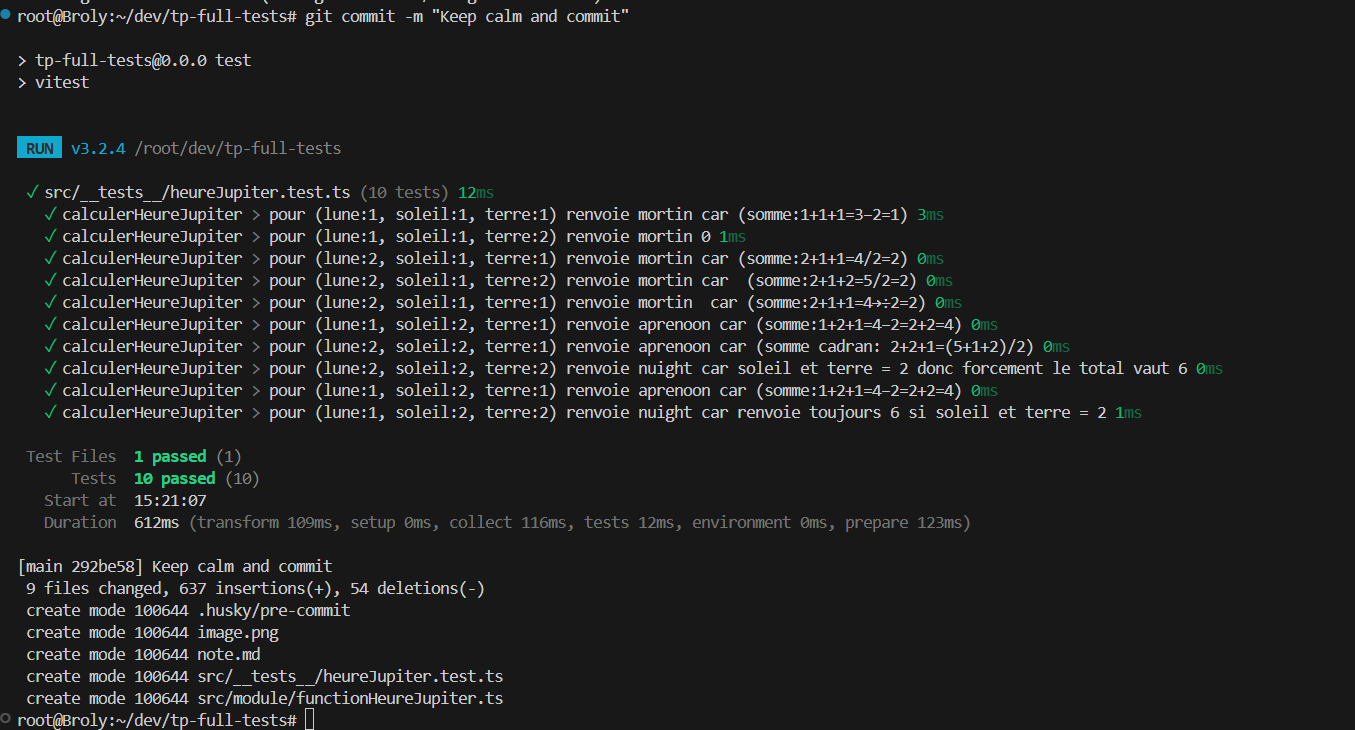 root@Broly:~/dev/tp-full-tests# git commit -m "Keep calm and commit"
> tp-full-tests@0.0.0 test
> vitest
RUN v3.2.4 /root/dev/tp-full-tests
✓ src/__tests__/heureJupiter.test.ts (10 tests) 12ms
✓ calculerHeureJupiter > pour (lune:1, soleil:1, terre:1) renvoie mortin car (somme:1+1+1=3-2=1) 3ms
✓ calculerHeureJupiter > pour (lune:1, soleil:1, terre:2) renvoie mortin 0 1ms
✓ calculerHeureJupiter > pour (lune:2, soleil:1, terre:1) renvoie mortin car (somme:2+1+1=4/2=2) 0ms
✓ calculerHeureJupiter > pour (lune:2, soleil:1, terre:2) renvoie mortin car  (somme:2+1+2=5/2=2) 0ms
✓ calculerHeureJupiter > pour (lune:2, soleil:1, terre:1) renvoie mortin  car (somme:2+1+1=4→÷2=2) 0ms
✓ calculerHeureJupiter > pour (lune:1, soleil:2, terre:1) renvoie aprenoon car (somme:1+2+1=4-2=2+2=4) 0ms
✓ calculerHeureJupiter > pour (lune:2, soleil:2, terre:1) renvoie aprenoon car (somme cadran: 2+2+1=(5+1+2)/2) 0ms
✓ calculerHeureJupiter > pour (lune:2, soleil:2, terre:2) renvoie nuight car soleil et terre = 2 donc forcement le total vaut 6 0ms
✓ calculerHeureJupiter > pour (lune:1, soleil:2, terre:1) renvoie aprenoon car (somme:1+2+1=4-2=2+2=4) 0ms
✓ calculerHeureJupiter > pour (lune:1, soleil:2, terre:2) renvoie nuight car renvoie toujours 6 si soleil et terre = 2 1ms
Test Files 1 passed (1)
Tests 10 passed (10)
Start at 15:21:07
Duration 612ms (transform 109ms, setup 0ms, collect 116ms, tests 12ms, environment 0ms, prepare 123ms)
[main 292be58] Keep calm and commit
9 files changed, 637 insertions(+), 54 deletions(-)
create mode 100644 .husky/pre-commit
create mode 100644 image.png
create mode 100644 note.md
create mode 100644 src/__tests__/heureJupiter.test.ts
create mode 100644 src/module/functionHeureJupiter.ts
root@Broly:~/dev/tp-full-tests#